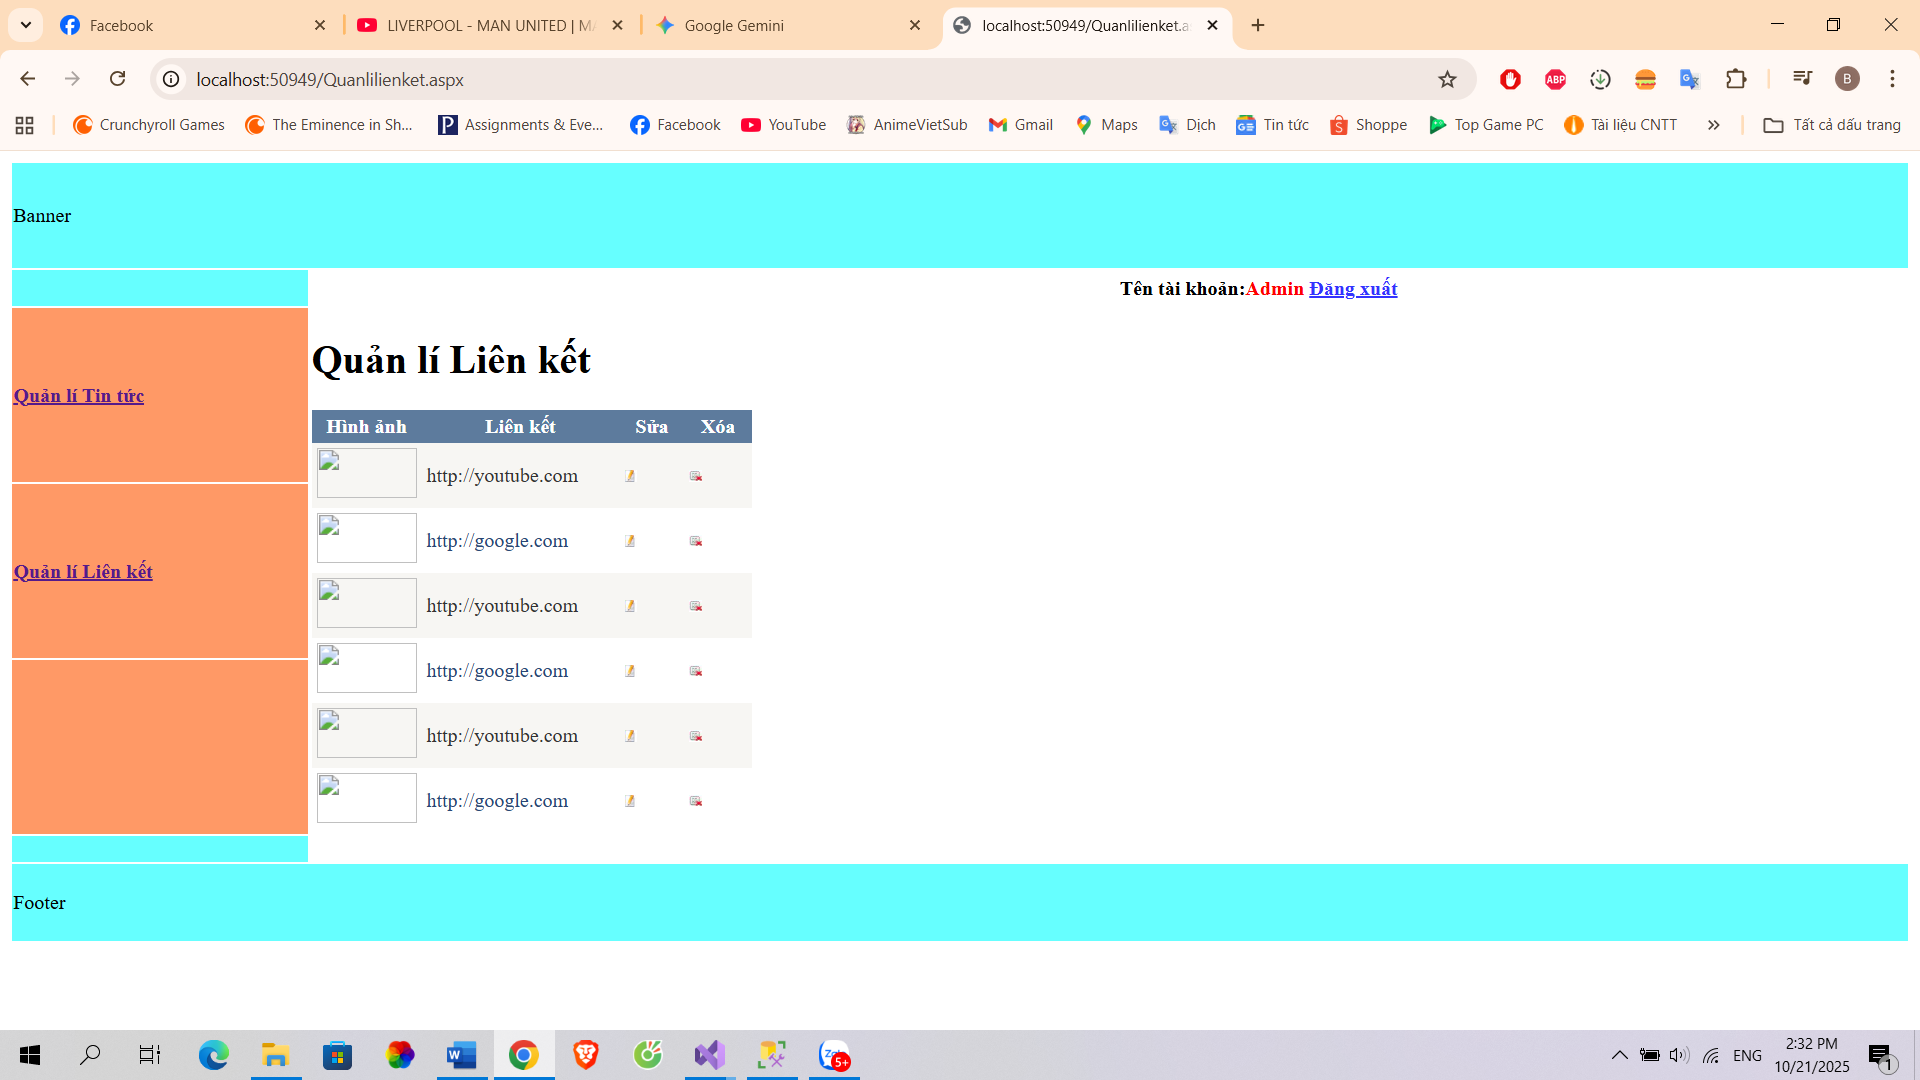 Facebook
LIVERPOOL - MAN UNITED | MA
Google Gemini
localhost:50949/Quanlilienket.a
localhost:50949/Quanlilienket.aspx
ABP
B
Crunchyroll Games
The Eminence in Sh...
Assignments & Eve...
Facebook
YouTube
AnimeVietSub
Gmail
Maps
Dịch
Tin tức
Shoppe
Top Game PC
Tài liệu CNTT
Tất cả dấu trang
Banner
Tên tài khoản:Admin Đăng xuất
Quản lí Tin tức
Quản lí Liên kết
Quản lí Liên kết
Hình ảnh Liên kết Sửa Xóa
http://youtube.com
http://google.com
http://youtube.com
http://google.com
http://youtube.com
http://google.com
Footer
5+
ENG
2:32 PM
10/21/2025
1